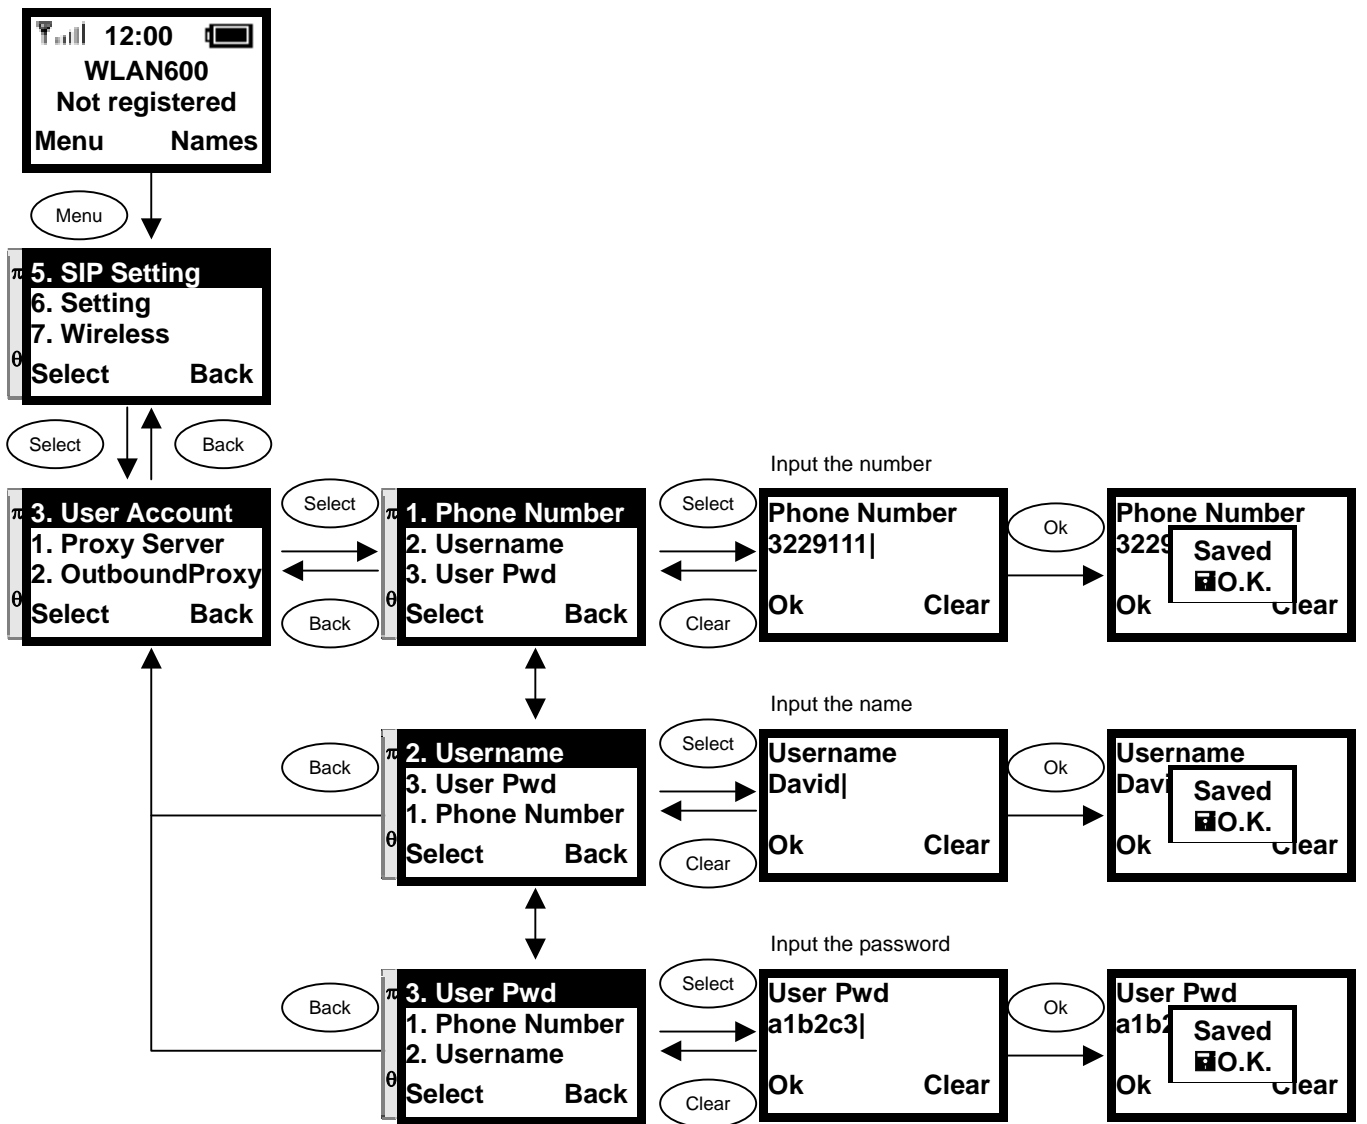 12:00
WLAN600
Not registered
Menu Names
Menu
π 5. SIP Setting
6. Setting
7. Wireless
θ
Select Back
Select Back
π 3. User Account
1. Proxy Server
2. OutboundProxy
θ
Select Back
Select
Back
π 1. Phone Number
2. Username
3. User Pwd
θ
Select Back
Select
Clear
Input the number
Phone Number
3229111|
Ok Clear
Ok
Phone Number
3229
Saved
O.K.
Ok Clear
Back
π 2. Username
3. User Pwd
1. Phone Number
θ
Select Back
Select
Clear
Input the name
Username
David|
Ok Clear
Ok
Username
Davi
Saved
O.K.
Ok Clear
Back
π 3. User Pwd
1. Phone Number
2. Username
θ
Select Back
Select
Clear
Input the password
User Pwd
a1b2c3|
Ok Clear
Ok
User Pwd
a1b2
Saved
O.K.
Ok Clear